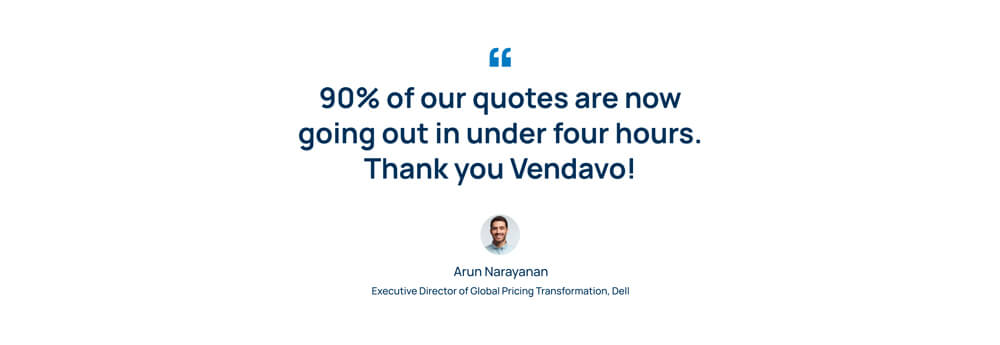 “
90% of our quotes are now
going out in under four hours.
Thank you Vendavo!
Arun Narayanan
Executive Director of Global Pricing Transformation, Dell